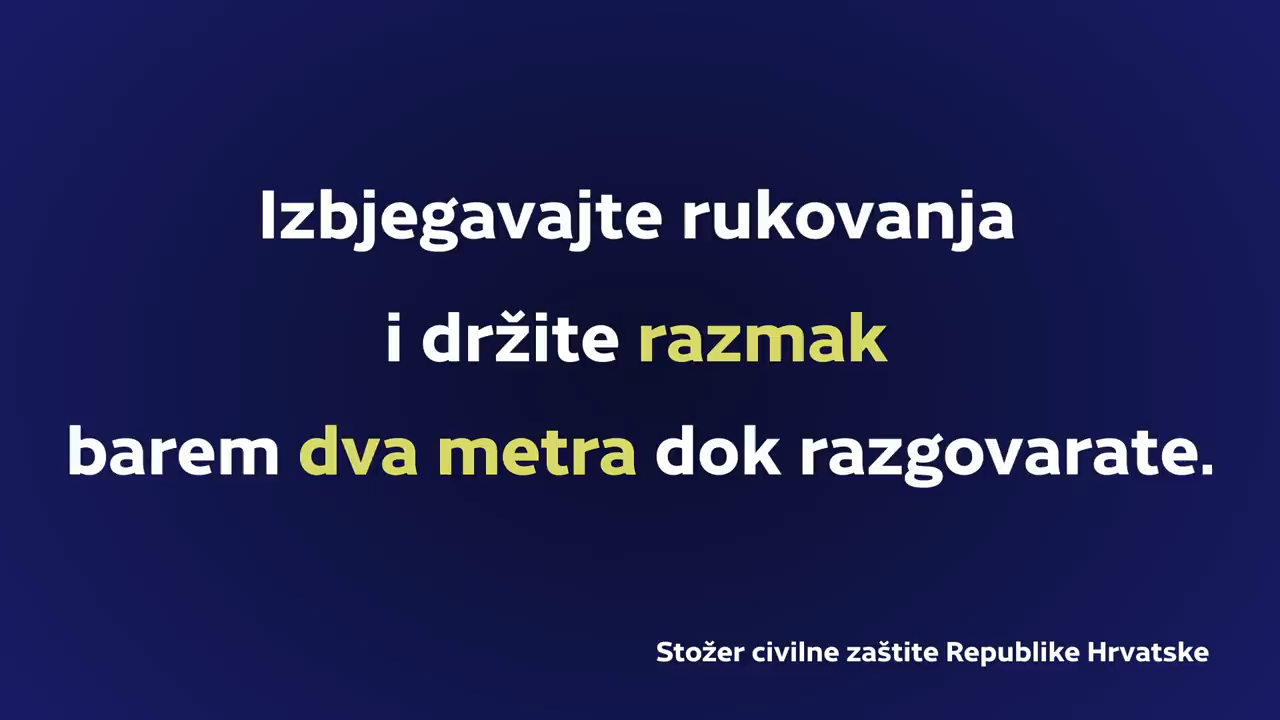 Izbjegavajte rukovanja
i držite razmak
barem dva metra dok razgovarate.
Stožer civilne zaštite Republike Hrvatske